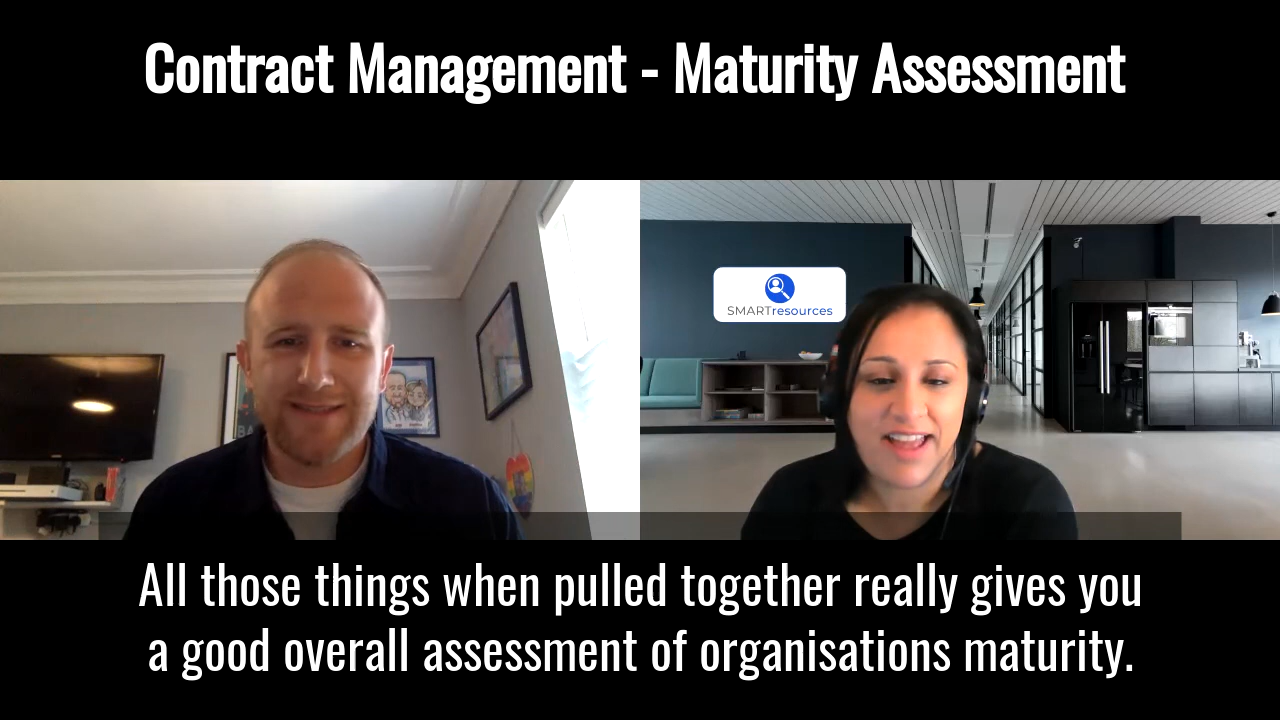 Contract Management - Maturity Assessment
SMARTresources
All those things when pulled together really gives you
a good overall assessment of organisations maturity.